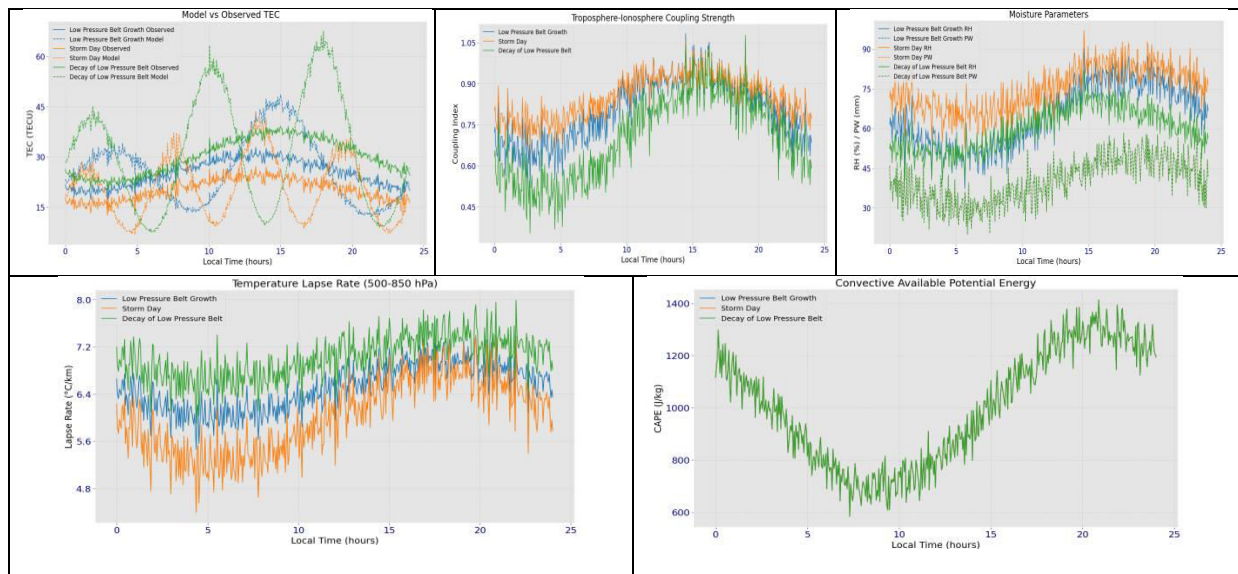 Model vs Observed TEC
Low Pressure Belt Growth Observed
Low Pressure Belt Growth Model
Storm Day Observed
Storm Day Model
Decay of Low Pressure Belt Observed
Decay of Low Pressure Belt Model
TEC (TECU)
60
45
30
15
0
5
10
15
20
25
Local Time (hours)
Troposphere-Ionosphere Coupling Strength
Low Pressure Belt Growth
Storm Day
Decay of Low Pressure Belt
Coupling Index
1.05
0.90
0.75
0.60
0.45
0
5
10
15
20
25
Local Time (hours)
Moisture Parameters
Low Pressure Belt Growth RH
Low Pressure Belt Growth PW
Storm Day RH
Storm Day PW
Decay of Low Pressure Belt RH
Decay of Low Pressure Belt PW
RH (%) / PW (mm)
90
75
60
45
30
0
5
10
15
20
25
Local Time (hours)
Temperature Lapse Rate (500-850 hPa)
Low Pressure Belt Growth
Storm Day
Decay of Low Pressure Belt
Lapse Rate (°C/km)
8.0
7.2
6.4
5.6
4.8
0
5
10
15
20
25
Local Time (hours)
Convective Available Potential Energy
Low Pressure Belt Growth
Storm Day
Decay of Low Pressure Belt
CAPE (J/kg)
1400
1200
1000
800
600
0
5
10
15
20
25
Local Time (hours)